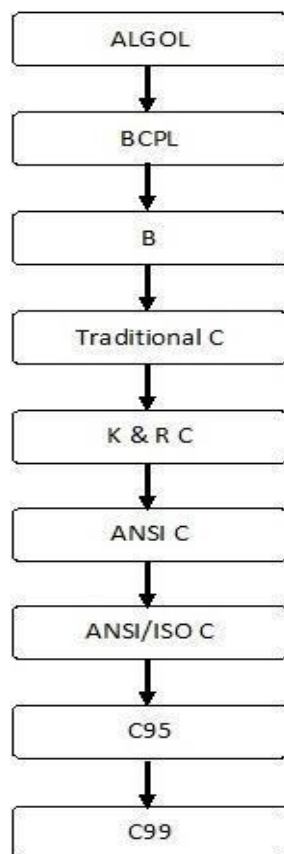 ALGOL
BCPL
B
Traditional C
K & R C
ANSI C
ANSI/ISO C
C95
C99